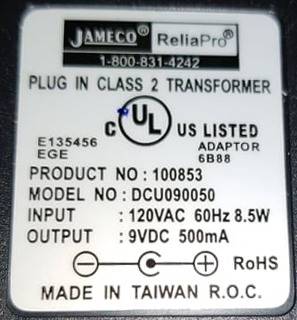 JAMECO® ReliaPro®
1-800-831-4242
PLUG IN CLASS 2 TRANSFORMER
C UL US LISTED
E135456 ADAPTOR
EGE 6B88
PRODUCT NO : 100853
MODEL NO : DCU090050
INPUT : 120VAC 60Hz 8.5W
OUTPUT : 9VDC 500mA
RoHS
MADE IN TAIWAN R.O.C.